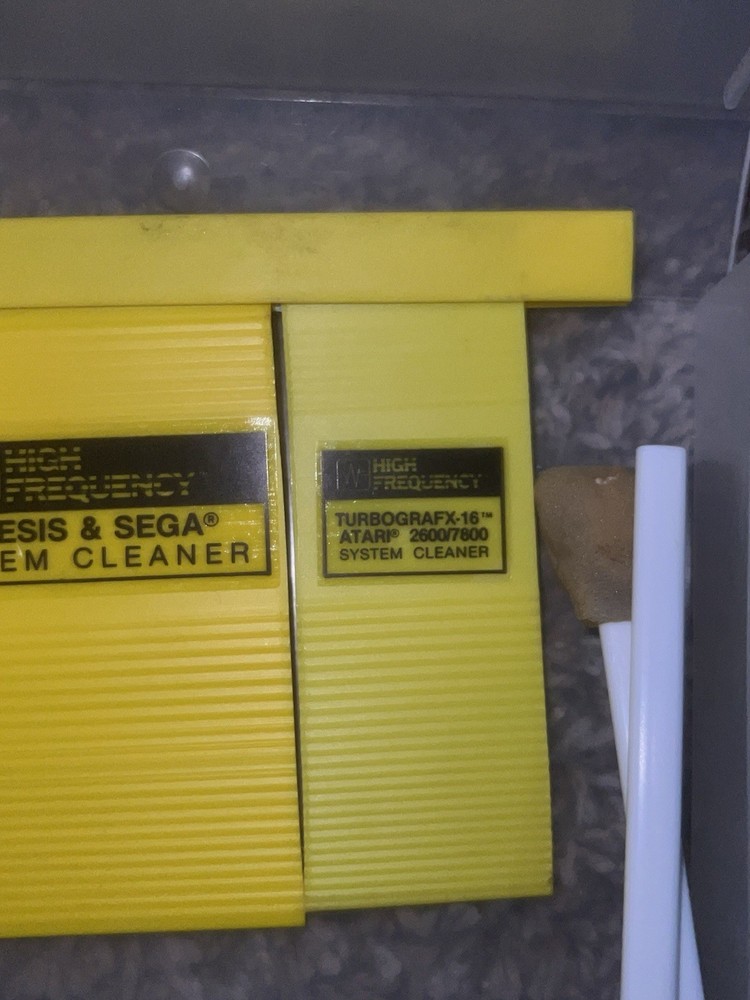 HIGH
FREQUENCY
ESIS & SEGA®
EM CLEANER
HIGH
FREQUENCY
TURBOGRAFX-16™
ATARI® 2600/7800
SYSTEM CLEANER